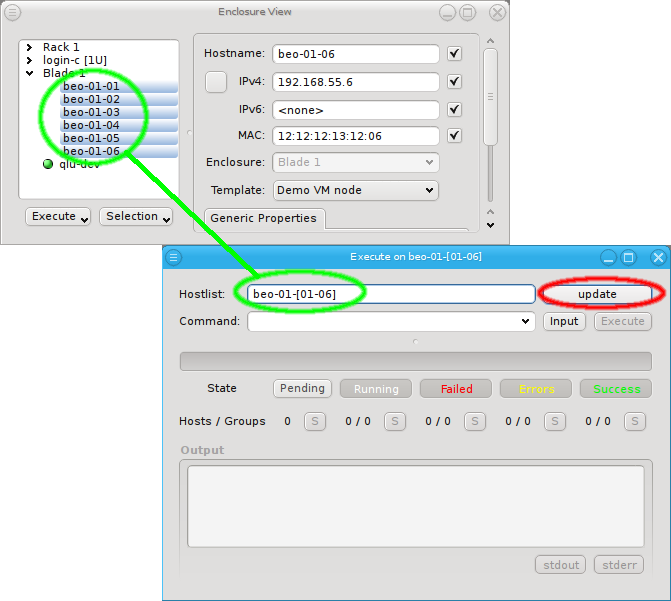 Enclosure View
Rack 1
login-c [1U]
Blade 1
beo-01-01
beo-01-02
beo-01-03
beo-01-04
beo-01-05
beo-01-06
qlu-dev
Execute
Selection
Hostname: beo-01-06
IPv4: 192.168.55.6
IPv6: <none>
MAC: 12:12:12:13:12:06
Enclosure: Blade 1
Template: Demo VM node
Generic Properties
Execute on beo-01-[01-06]
Hostlist: beo-01-[01-06] update
Command: Input Execute
State Pending Running Failed Errors Success
Hosts / Groups 0 S 0 / 0 S 0 / 0 S 0 / 0 S 0 / 0 S
Output
stdout stderr